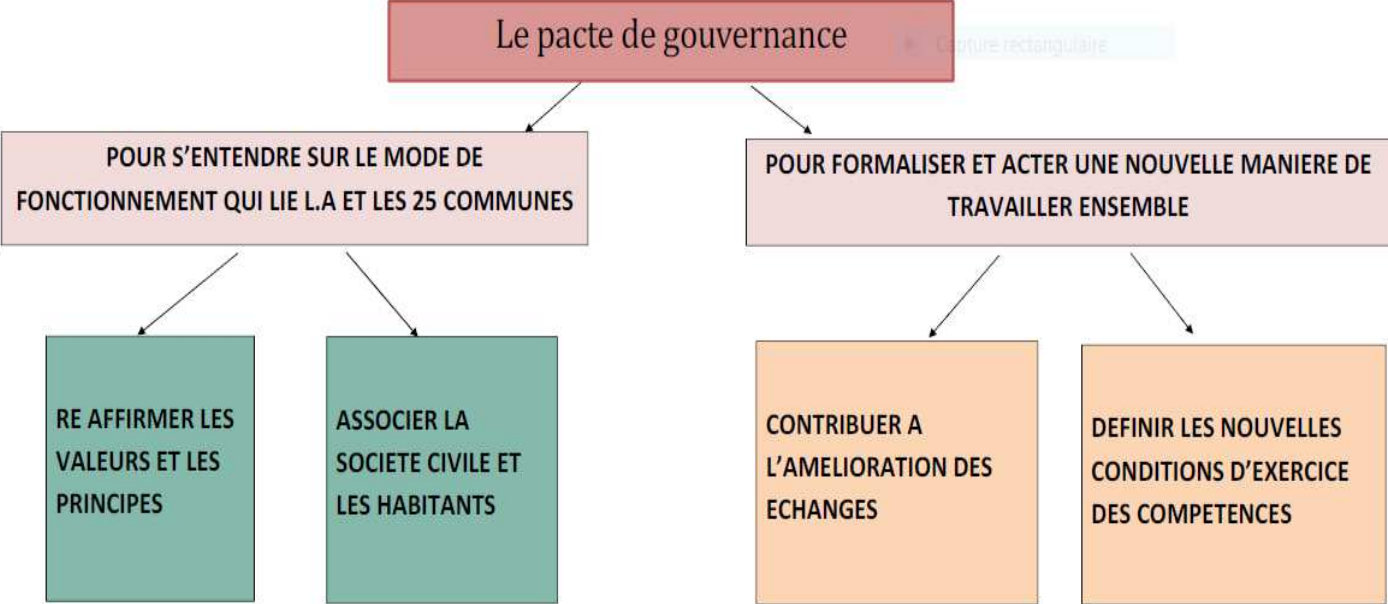 Le pacte de gouvernance
Capture rectangulaire
POUR S'ENTENDRE SUR LE MODE DE
FONCTIONNEMENT QUI LIE L.A ET LES 25 COMMUNES
POUR FORMALISER ET ACTER UNE NOUVELLE MANIERE DE
TRAVAILLER ENSEMBLE
RE AFFIRMER LES
VALEURS ET LES
PRINCIPES
ASSOCIER LA
SOCIETE CIVILE ET
LES HABITANTS
CONTRIBUER A
L'AMELIORATION DES
ECHANGES
DEFINIR LES NOUVELLES
CONDITIONS D'EXERCICE
DES COMPETENCES